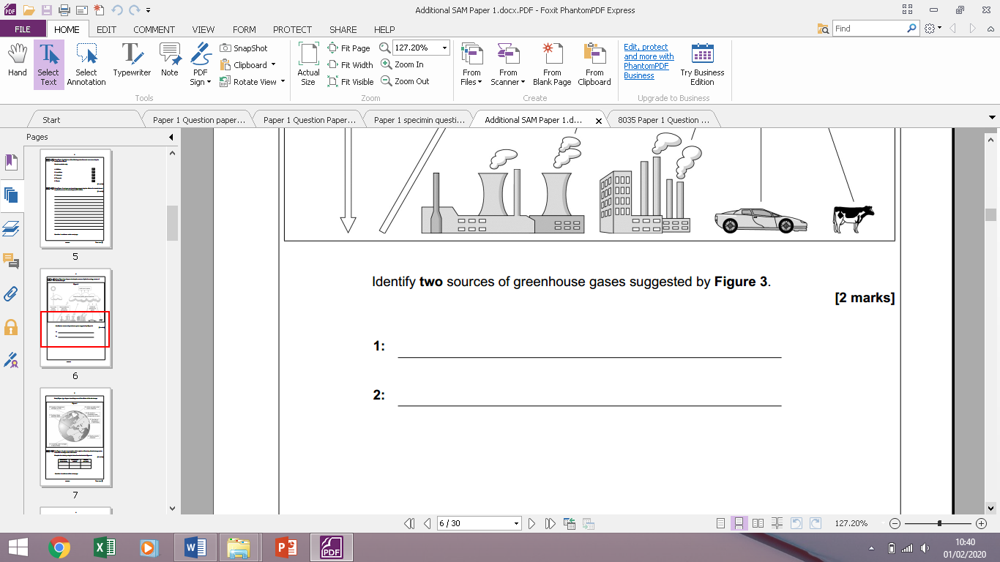 Additional SAM Paper 1.docx.PDF - Foxit PhantomPDF Express
FILE HOME EDIT COMMENT VIEW FORM PROTECT SHARE HELP
Find
Hand
Select Text
Select Annotation
Typewriter
Note
PDF Sign
SnapShot
Clipboard
Rotate View
Tools
Actual Size
Fit Page
Fit Width
Fit Visible
127.20%
Zoom In
Zoom Out
Zoom
From Files
From Scanner
From Blank Page
From Clipboard
Create
Edit, protect
and more with
PhantomPDF
Business
Try Business Edition
Upgrade to Business
Start
Paper 1 Question paper...
Paper 1 Question Paper...
Paper 1 specimin questi...
Additional SAM Paper 1.d...
8035 Paper 1 Question ...
Pages
5
6
7
Identify two sources of greenhouse gases suggested by Figure 3.
[2 marks]
1:
2:
6 / 30
127.20%
PDF
10:40
01/02/2020